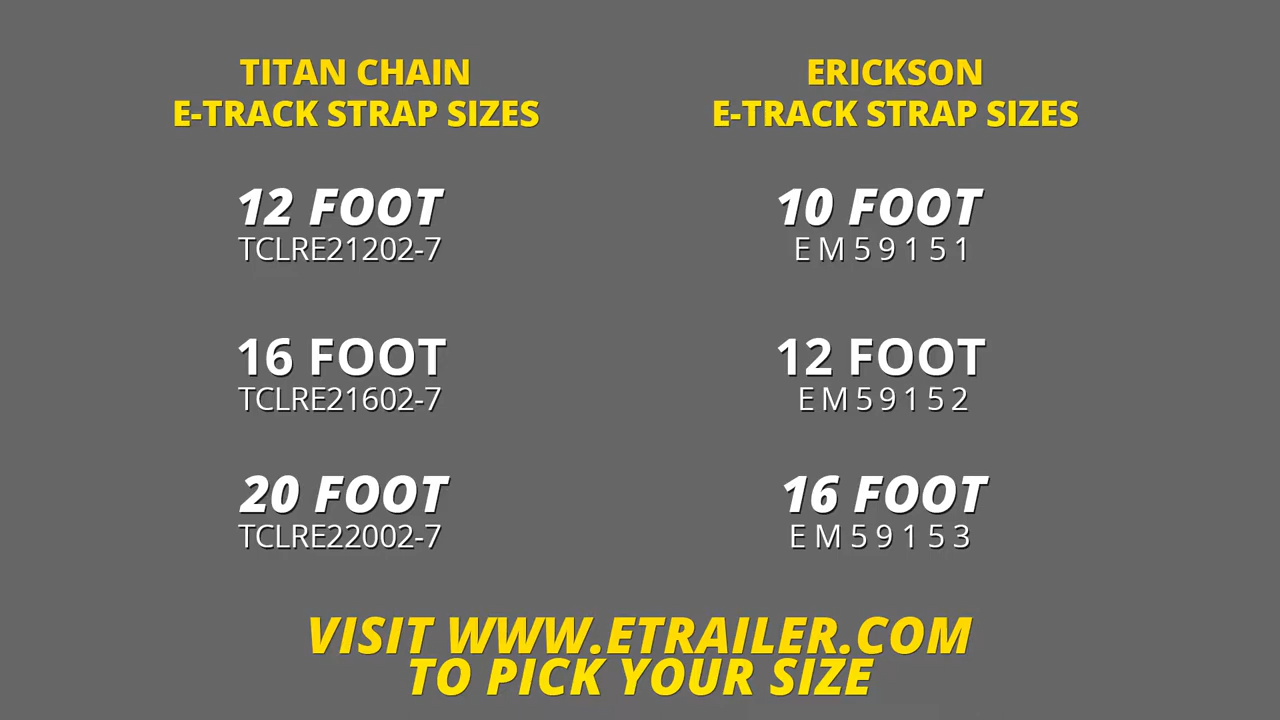 TITAN CHAIN
E-TRACK STRAP SIZES
12 FOOT
TCLRE21202-7
16 FOOT
TCLRE21602-7
20 FOOT
TCLRE22002-7
ERICKSON
E-TRACK STRAP SIZES
10 FOOT
EM59151
12 FOOT
EM59152
16 FOOT
EM59153
VISIT WWW.ETRAILER.COM
TO PICK YOUR SIZE